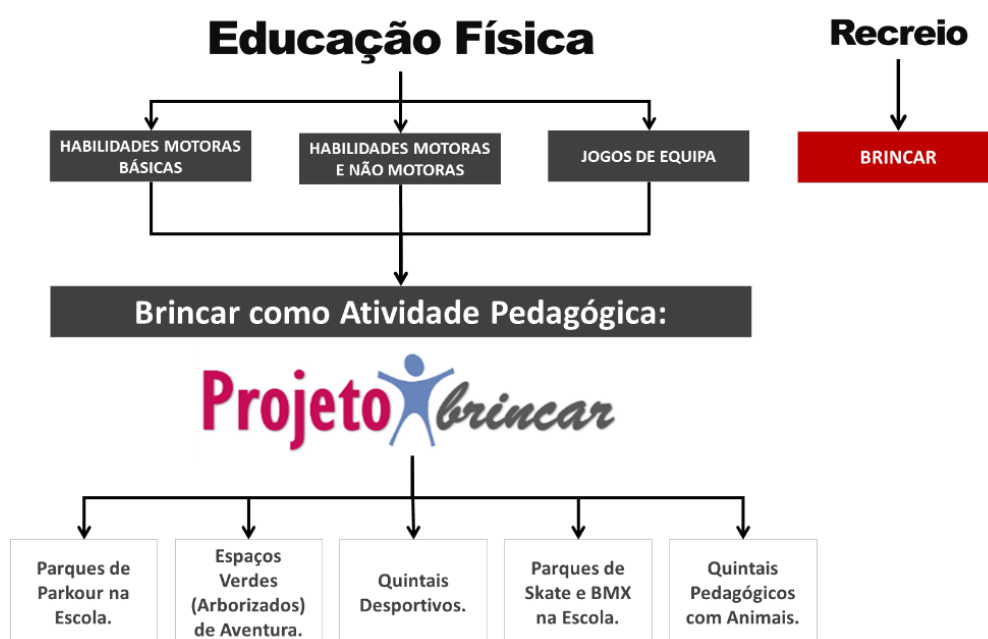 Educação Física
Recreio
HABILIDADES MOTORAS
BÁSICAS
HABILIDADES MOTORAS
E NÃO MOTORAS
JOGOS DE EQUIPA
BRINCAR
Brincar como Atividade Pedagógica:
Projeto brincar
Parques de
Parkour na
Escola.
Espaços
Verdes
(Arborizados)
de Aventura.
Quintais
Desportivos.
Parques de
Skate e BMX
na Escola.
Quintais
Pedagógicos
com Animais.